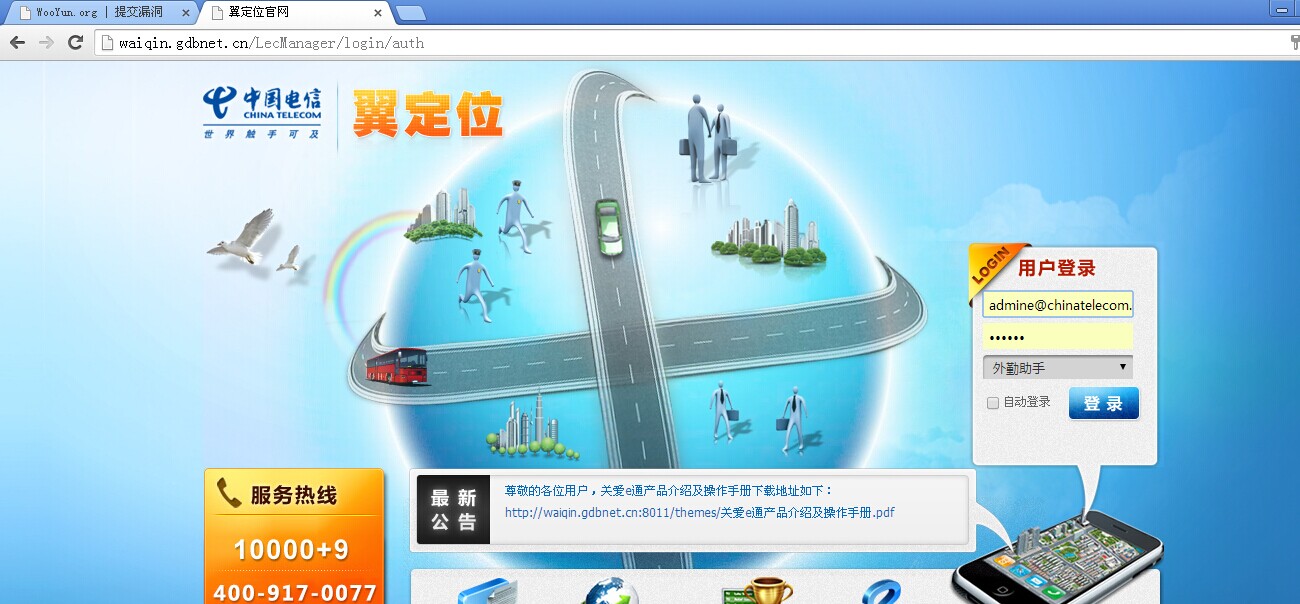 WooYun.org | 提交漏洞
翼定位官网
waiqin.gdbnet.cn/LecManager/login/auth
中国电信
CHINA TELECOM
世界触手可及
翼定位
LOGIN
用户登录
admine@chinatelecom.
••••••
外勤助手
自动登录
登录
服务热线
10000+9
400-917-0077
最新
公告
尊敬的各位用户，关爱e通产品介绍及操作手册下载地址如下：
http://waiqin.gdbnet.cn:8011/themes/关爱e通产品介绍及操作手册.pdf